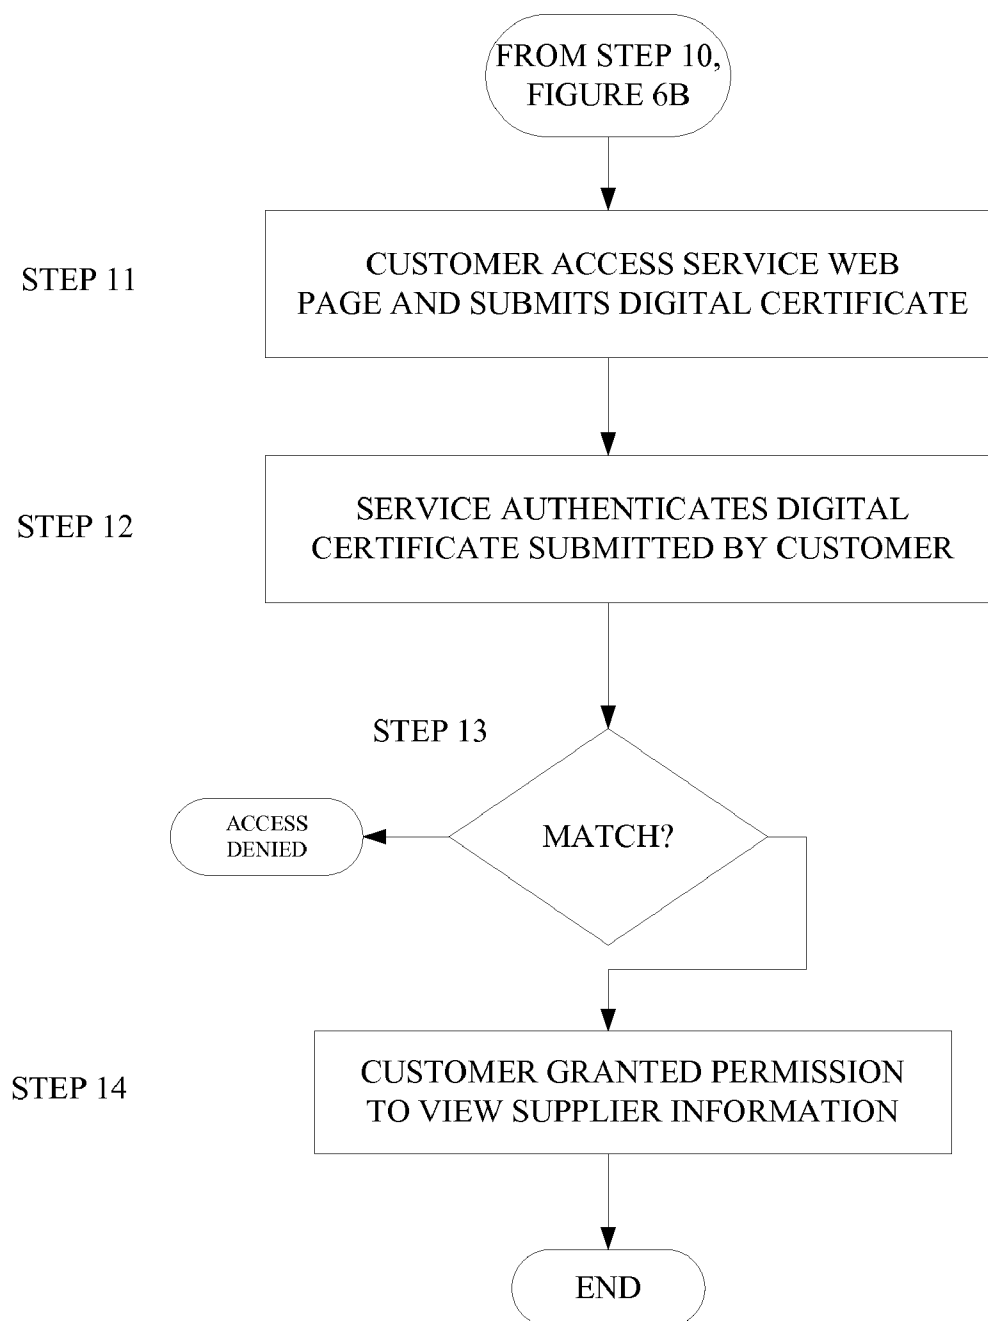 FROM STEP 10,
FIGURE 6B
STEP 11
CUSTOMER ACCESS SERVICE WEB
PAGE AND SUBMITS DIGITAL CERTIFICATE
STEP 12
SERVICE AUTHENTICATES DIGITAL
CERTIFICATE SUBMITTED BY CUSTOMER
STEP 13
MATCH?
ACCESS
DENIED
STEP 14
CUSTOMER GRANTED PERMISSION
TO VIEW SUPPLIER INFORMATION
END